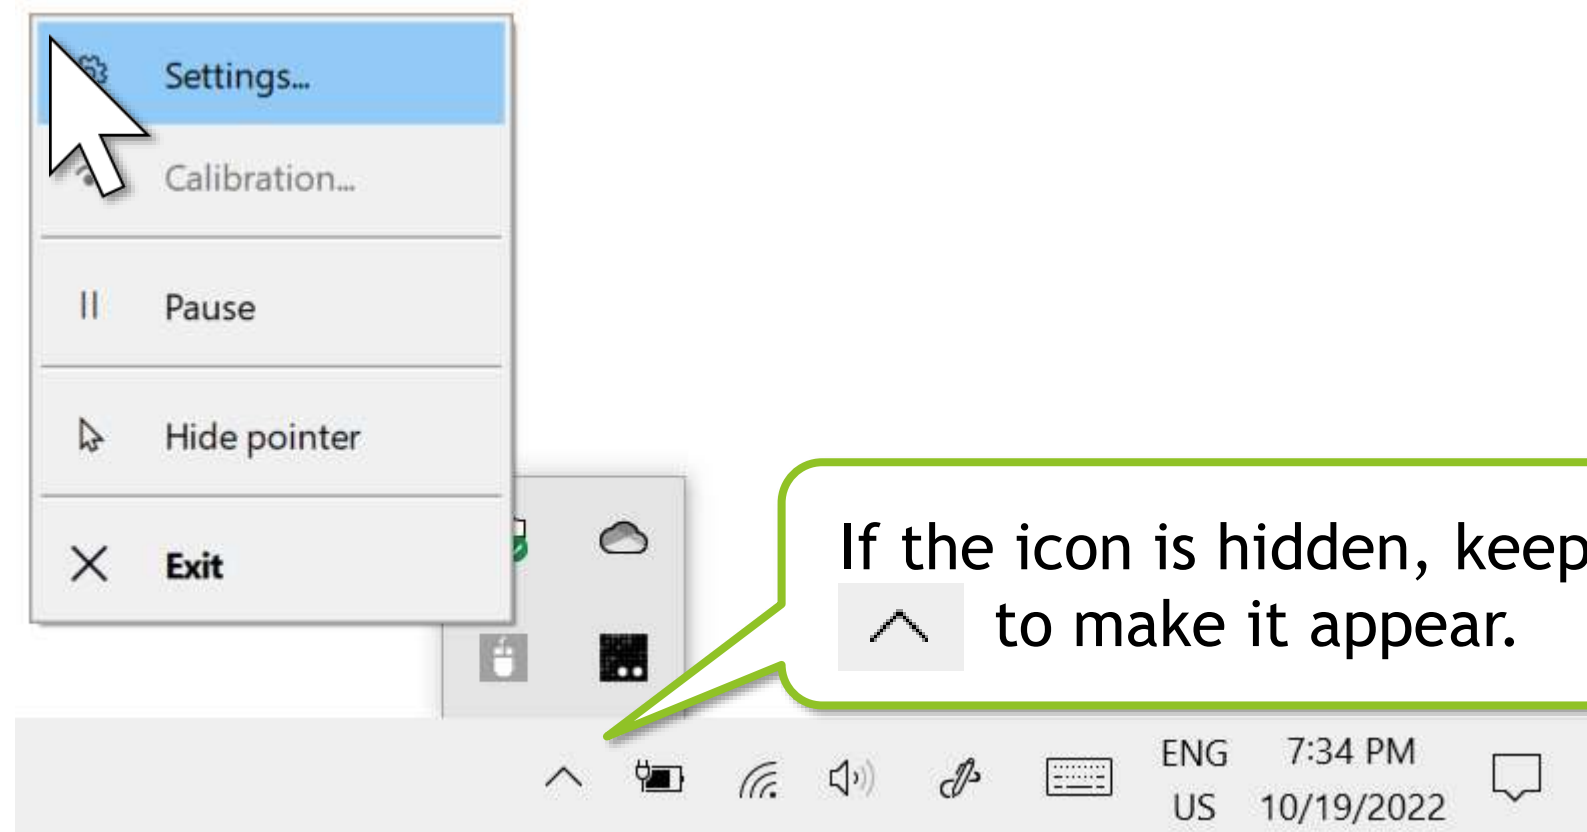 Settings...
Calibration...
Pause
Hide pointer
Exit
If the icon is hidden, keep
to make it appear.
ENG
US
7:34 PM
10/19/2022